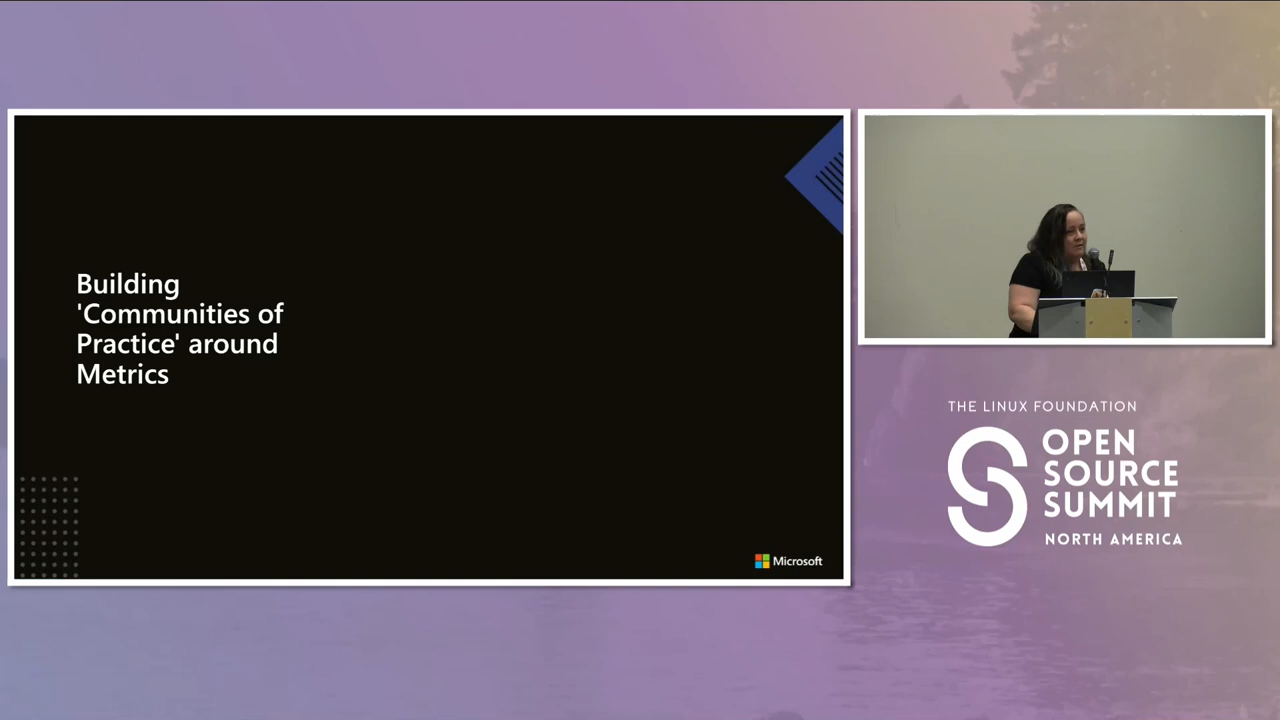 Building
'Communities of
Practice' around
Metrics
Microsoft
THE LINUX FOUNDATION
OPEN
SOURCE
SUMMIT
NORTH AMERICA